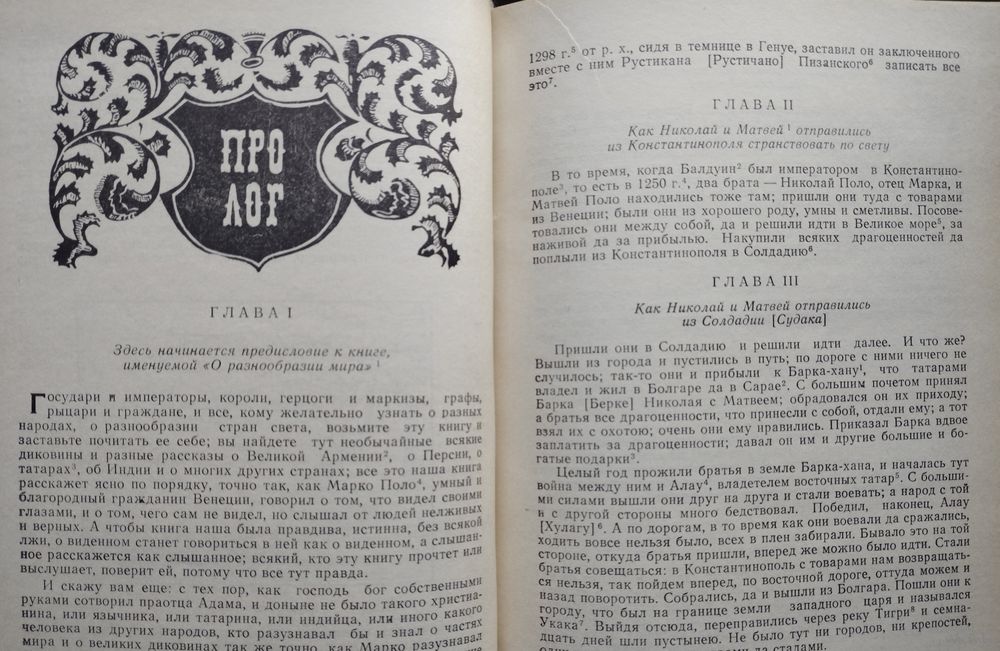 ПРО
ЛОГ
ГЛАВА I
Здесь начинается предисловие к книге,
именуемой «О разнообразии мира» 1
Государи и императоры, короли, герцоги и маркизы, графы,
рыцари и граждане, и все, кому желательно узнать о разных
народах, о разнообразии стран света, возьмите эту книгу и
заставьте почитать ее себе; вы найдете тут необычайные всякие
диковины и разные рассказы о Великой Армении2, о Персии, о
татарах3, об Индии и о многих других странах; все это наша книга
расскажет ясно по порядку, точно так, как Марко Поло4, умный и
благородный гражданин Венеции, говорил о том, что видел своими
глазами, и о том, чего сам не видел, но слышал от людей нелживых
и верных. А чтобы книга наша была правдива, истинна, без всякой
лжи, о виденном станет говориться в ней как о виденном, а слышан-
ное расскажется как слышанное; всякий, кто эту книгу прочтет или
выслушает, поверит ей, потому что все тут правда.
И скажу вам еще: с тех пор, как господь бог собственными
руками сотворил праотца Адама, и доныне не было такого христиа-
нина, или язычника, или татарина, или индийца, или иного какого
человека из других народов, кто разузнавал бы и знал о частях
мира и о великих диковинах так же точно, как Марко разузнавал
1298 г.5 от р. х., сидя в темнице в Генуе, заставил он заключенного
вместе с ним Рустикана [Рустичано] Пизанского6 записать все
это7.
ГЛАВА II
Как Николай и Матвей1 отправились
из Константинополя странствовать по свету
В то время, когда Балдуин2 был императором в Константино-
поле3, то есть в 1250 г.4, два брата — Николай Поло, отец Марка, и
Матвей Поло находились тоже там; пришли они туда с товарами
из Венеции; были они из хорошего роду, умны и сметливы. Посове-
товались они между собой, да и решили идти в Великое море5, за
наживой да за прибылью. Накупили всяких драгоценностей да
поплыли из Константинополя в Солдадию6.
ГЛАВА III
Как Николай и Матвей отправились
из Солдадии [Судака]
Пришли они в Солдадию и решили идти далее. И что же?
Вышли из города и пустились в путь; по дороге с ними ничего не
случилось; так-то они и прибыли к Барка-хану1, что татарами
владел и жил в Болгаре да в Сарае2. С большим почетом принял
Барка [Берке] Николая с Матвеем; обрадовался он их приходу;
а братья все драгоценности, что принесли с собой, отдали ему; а тот
взял их с охотою; очень они ему нравились. Приказал Барка вдвое
заплатить за драгоценности; давал он им и другие большие и бо-
гатые подарки3.
Целый год прожили братья в земле Барка-хана, и началась тут
война между ним и Алау4, владетелем восточных татар5. С больши-
ми силами вышли они друг на друга и стали воевать; а народ с той
и с другой стороны много бедствовал. Победил, наконец, Алау
[Хулагу]6. А по дорогам, в то время как они воевали да сражались,
ходить вовсе нельзя было, всех в плен забирали. Бывало это на той
стороне, откуда братья пришли, вперед же можно было идти. Стали
братья совещаться: в Константинополь с товарами нам возвращать-
ся нельзя, так пойдем вперед, по восточной дороге, оттуда можем и
назад поворотить. Собрались, да и вышли из Болгара. Пошли они к
городу, что был на границе земли западного царя и назывался
Укака7. Выйдя отсюда, переправились через реку Тигри8 и семна-
дцать дней шли пустынею. Не было тут ни городов, ни крепостей,